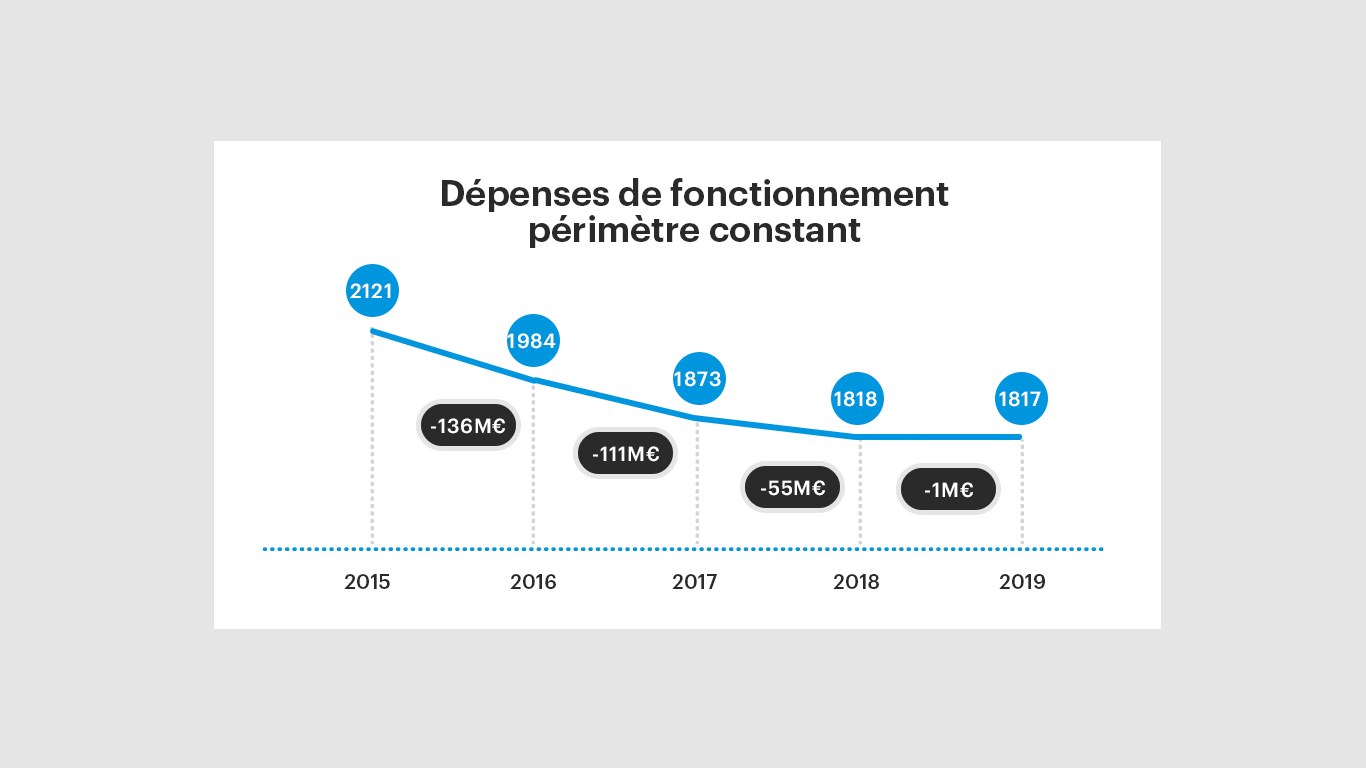 Dépenses de fonctionnement
périmètre constant
2121
1984
1873
1818
1817
-136M€
-111M€
-55M€
-1M€
2015
2016
2017
2018
2019